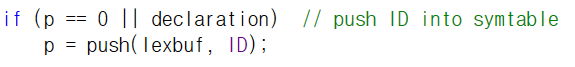 if (p == 0 || declaration)  // push ID into symtable
    p = push(lexbuf, ID);